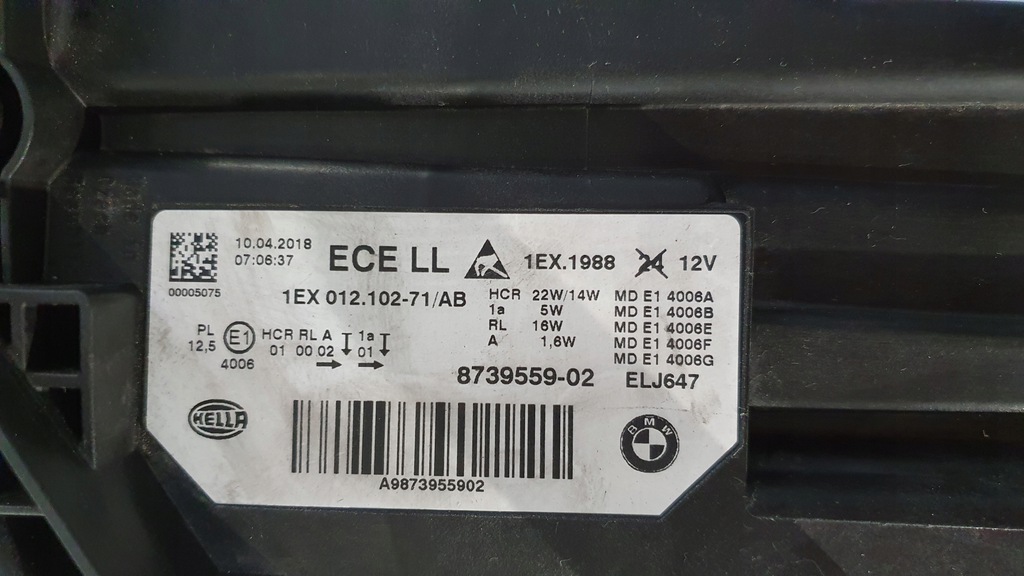 10.04.2018
07:06:37
ECE LL
1EX.1988
24 12V
00005075
1EX 012.102-71/AB
HCR 22W/14W
1a 5W
RL 16W
A 1,6W
MD E1 4006A
MD E1 4006B
MD E1 4006E
MD E1 4006F
MD E1 4006G
PL
12,5
E1
4006
HCR RL A 1a
01 00 02 01
8739559-02
ELJ647
HELLA
BMW
A9873955902